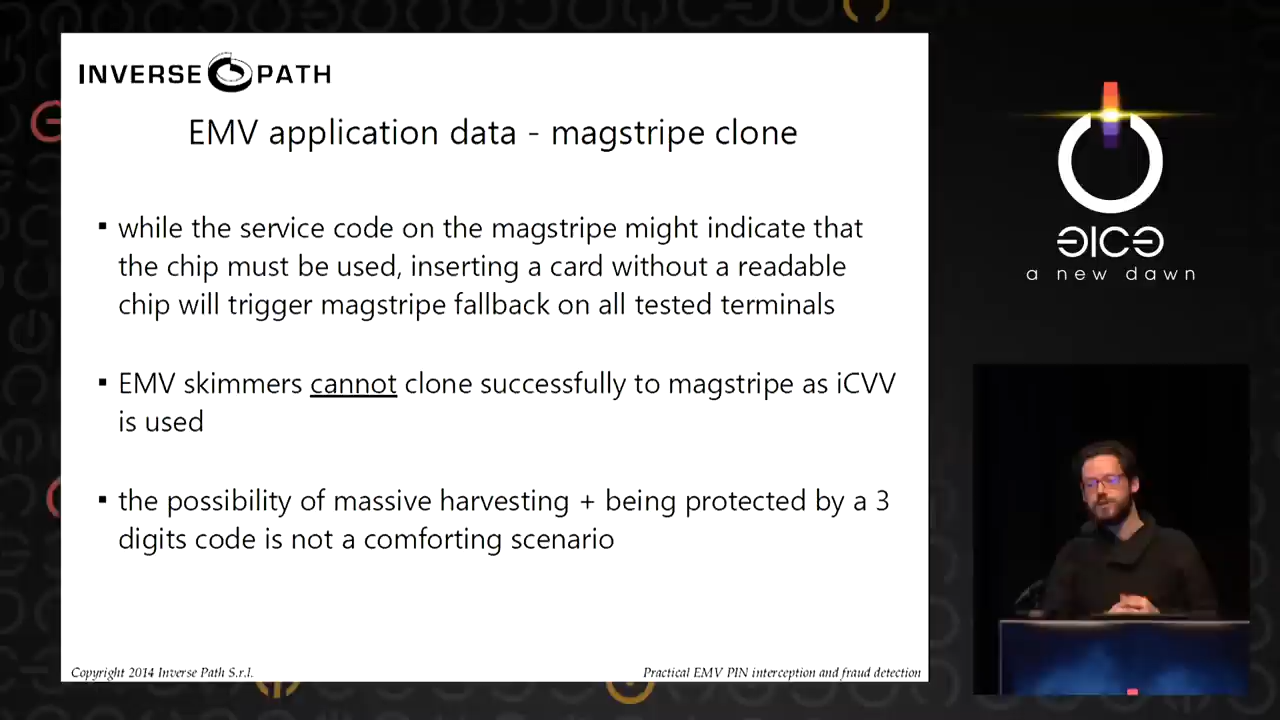 INVERSE PATH
EMV application data - magstripe clone
▪ while the service code on the magstripe might indicate that
the chip must be used, inserting a card without a readable
chip will trigger magstripe fallback on all tested terminals
▪ EMV skimmers cannot clone successfully to magstripe as iCVV
is used
▪ the possibility of massive harvesting + being protected by a 3
digits code is not a comforting scenario
Copyright 2014 Inverse Path S.r.l.
Practical EMV PIN interception and fraud detection
a new dawn